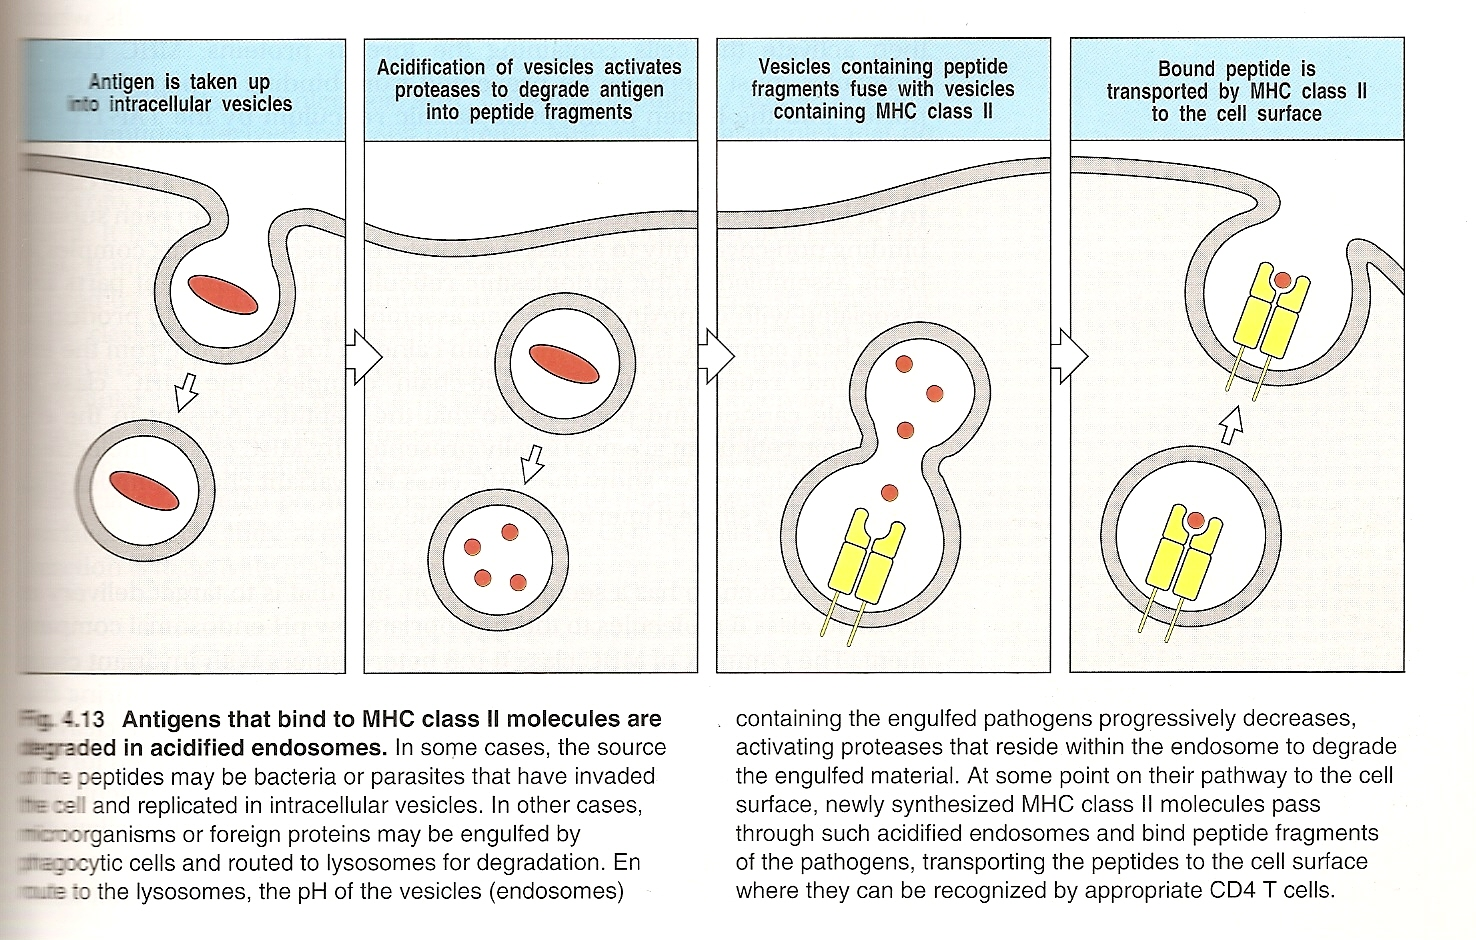 Antigen is taken up
into intracellular vesicles
Acidification of vesicles activates
proteases to degrade antigen
into peptide fragments
Vesicles containing peptide
fragments fuse with vesicles
containing MHC class II
Bound peptide is
transported by MHC class II
to the cell surface
Fig. 4.13 Antigens that bind to MHC class II molecules are
degraded in acidified endosomes. In some cases, the source
of the peptides may be bacteria or parasites that have invaded
the cell and replicated in intracellular vesicles. In other cases,
microorganisms or foreign proteins may be engulfed by
phagocytic cells and routed to lysosomes for degradation. En
route to the lysosomes, the pH of the vesicles (endosomes)
containing the engulfed pathogens progressively decreases,
activating proteases that reside within the endosome to degrade
the engulfed material. At some point on their pathway to the cell
surface, newly synthesized MHC class II molecules pass
through such acidified endosomes and bind peptide fragments
of the pathogens, transporting the peptides to the cell surface
where they can be recognized by appropriate CD4 T cells.